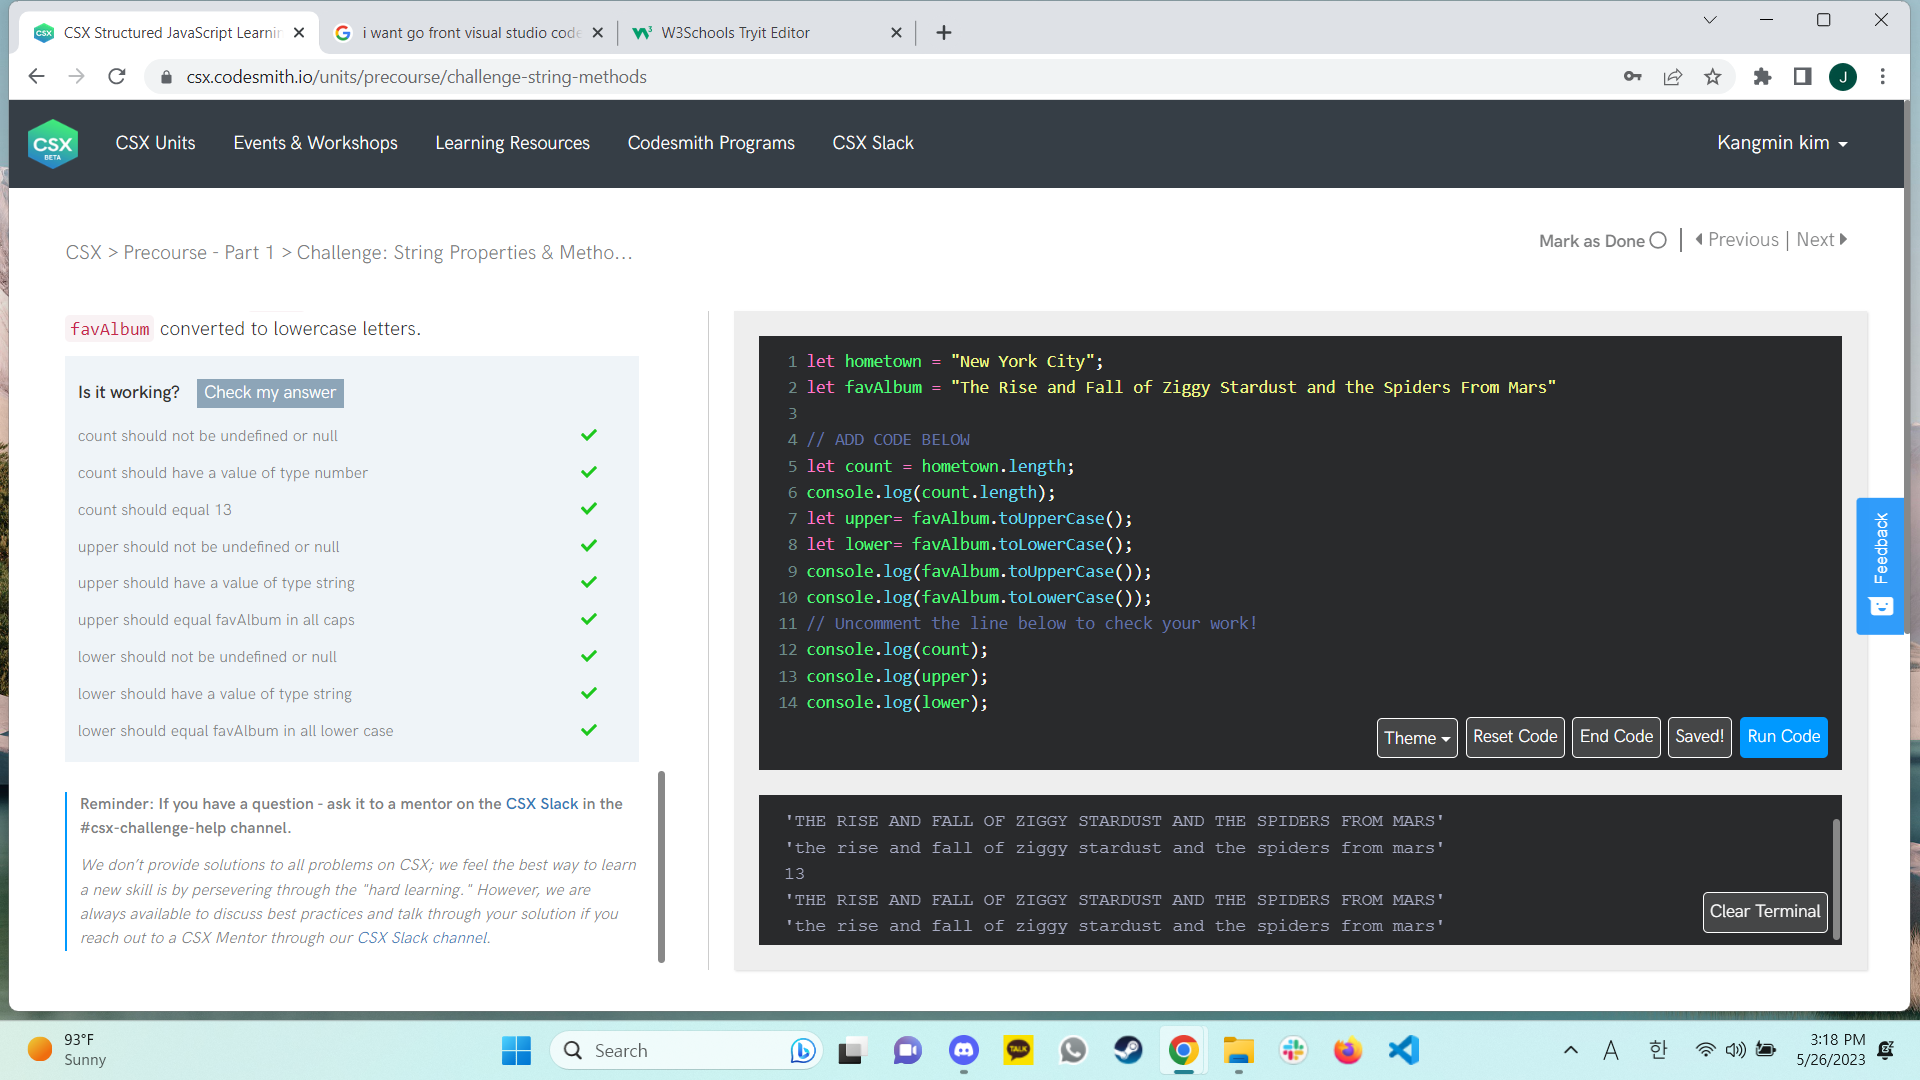 CSX Structured JavaScript Learnin
i want go front visual studio code
W3Schools Tryit Editor
csx.codesmith.io/units/precourse/challenge-string-methods
J
CSX
BETA
CSX Units
Events & Workshops
Learning Resources
Codesmith Programs
CSX Slack
Kangmin kim
CSX > Precourse - Part 1 > Challenge: String Properties & Metho...
Mark as Done
Previous | Next
favAlbum converted to lowercase letters.
Is it working? Check my answer
count should not be undefined or null
count should have a value of type number
count should equal 13
upper should not be undefined or null
upper should have a value of type string
upper should equal favAlbum in all caps
lower should not be undefined or null
lower should have a value of type string
lower should equal favAlbum in all lower case
Reminder: If you have a question - ask it to a mentor on the CSX Slack in the
#csx-challenge-help channel.
We don't provide solutions to all problems on CSX; we feel the best way to learn
a new skill is by persevering through the "hard learning." However, we are
always available to discuss best practices and talk through your solution if you
reach out to a CSX Mentor through our CSX Slack channel.
1 let hometown = "New York City";
2 let favAlbum = "The Rise and Fall of Ziggy Stardust and the Spiders From Mars"
3
4 // ADD CODE BELOW
5 let count = hometown.length;
6 console.log(count.length);
7 let upper= favAlbum.toUpperCase();
8 let lower= favAlbum.toLowerCase();
9 console.log(favAlbum.toUpperCase());
10 console.log(favAlbum.toLowerCase());
11 // Uncomment the line below to check your work!
12 console.log(count);
13 console.log(upper);
14 console.log(lower);
Theme
Reset Code
End Code
Saved!
Run Code
'THE RISE AND FALL OF ZIGGY STARDUST AND THE SPIDERS FROM MARS'
'the rise and fall of ziggy stardust and the spiders from mars'
13
'THE RISE AND FALL OF ZIGGY STARDUST AND THE SPIDERS FROM MARS'
'the rise and fall of ziggy stardust and the spiders from mars'
Clear Terminal
Feedback
93°F
Sunny
Search
TALK
A
한
3:18 PM
5/26/2023